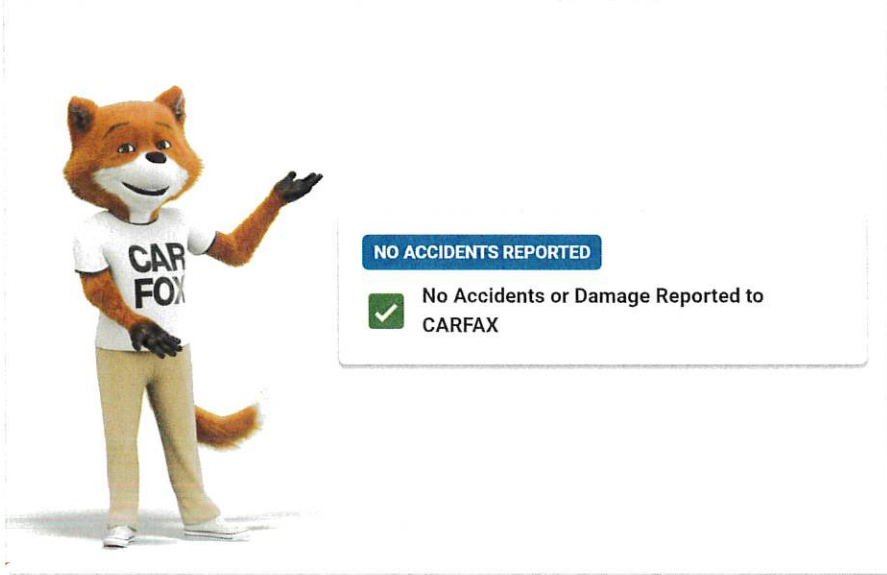 CAR
FOX
NO ACCIDENTS REPORTED
No Accidents or Damage Reported to
CARFAX